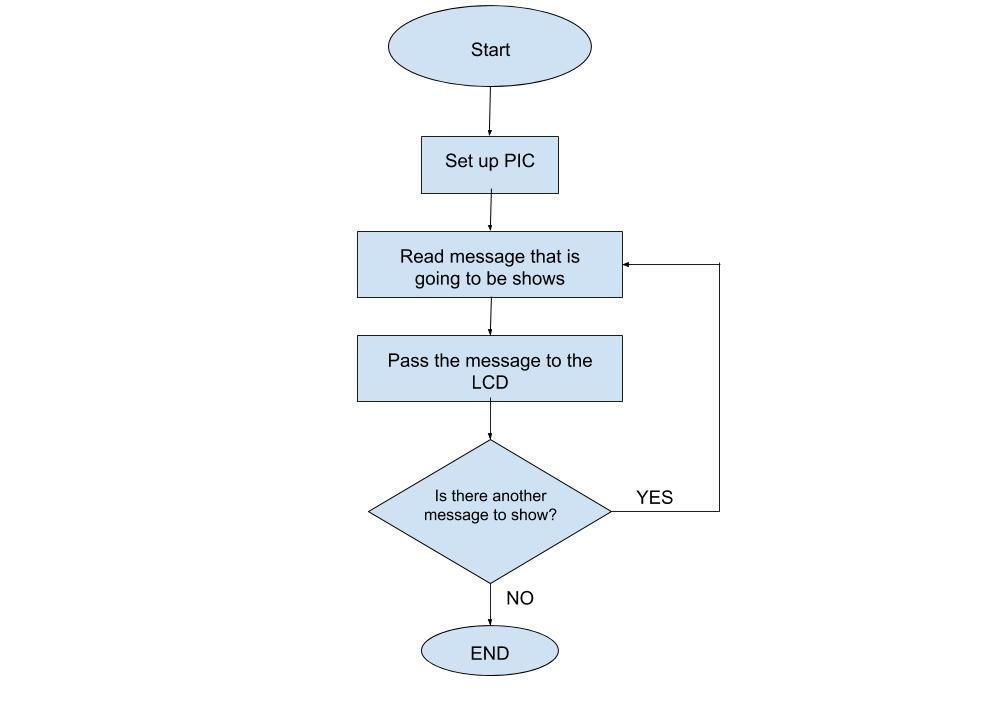 Start
Set up PIC
Read message that is
going to be shows
Pass the message to the
LCD
Is there another
message to show?
YES
NO
END